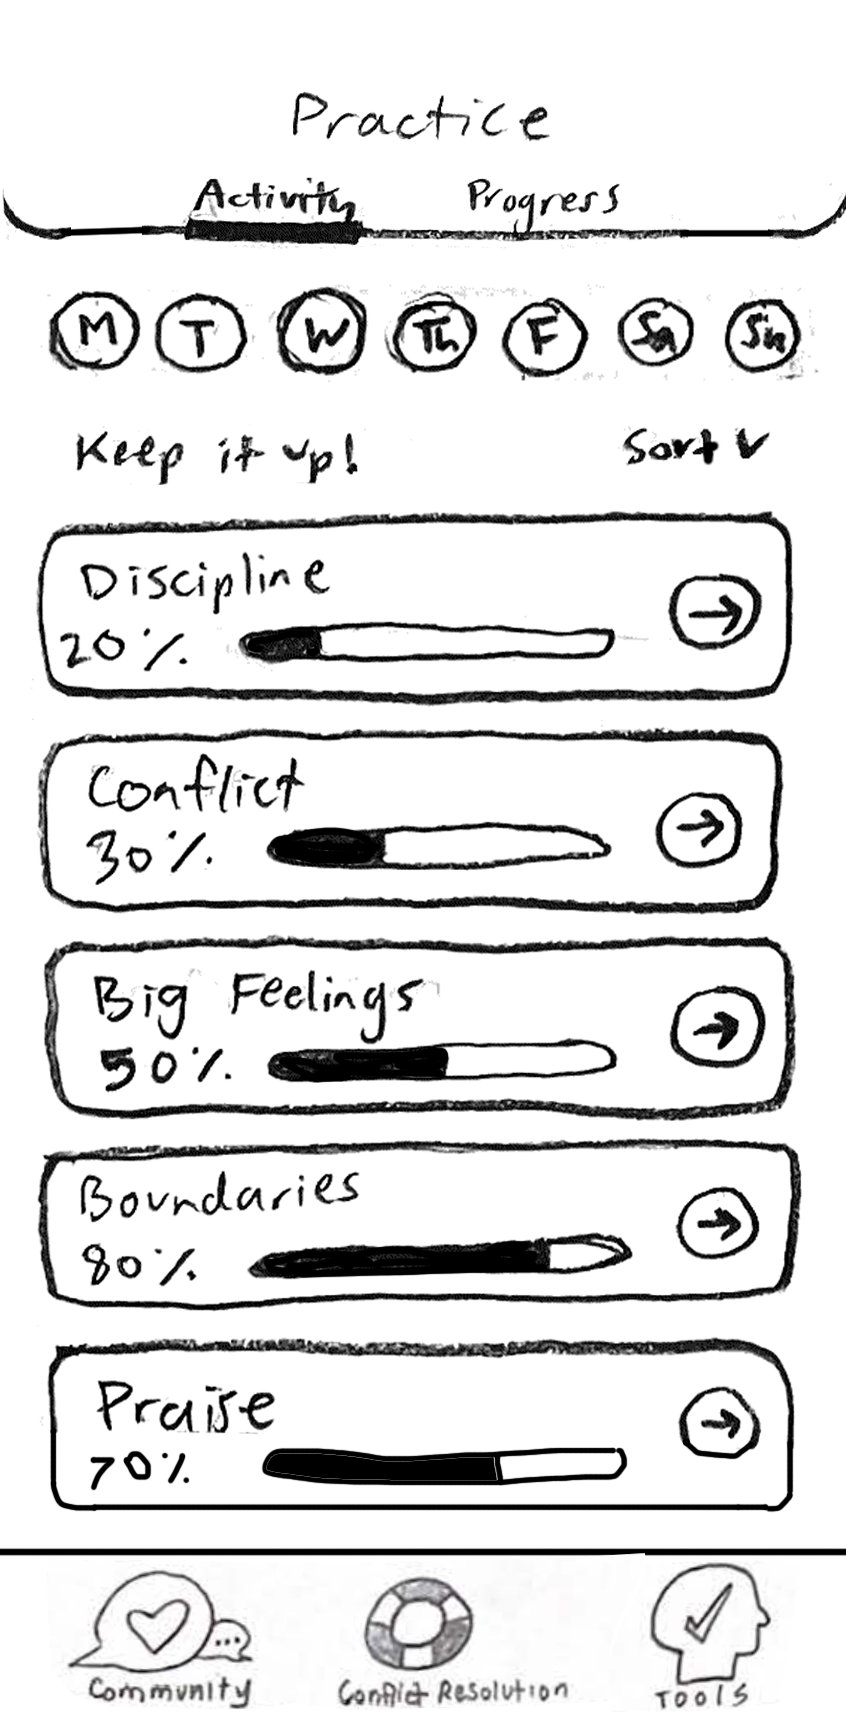 Practice
Activity Progress
M T W Th F Sa Su
Keep it up! Sort
Discipline
20%
Conflict
30%
Big Feelings
50%
Boundaries
80%
Praise
70%
Community Conflict Resolution Tools